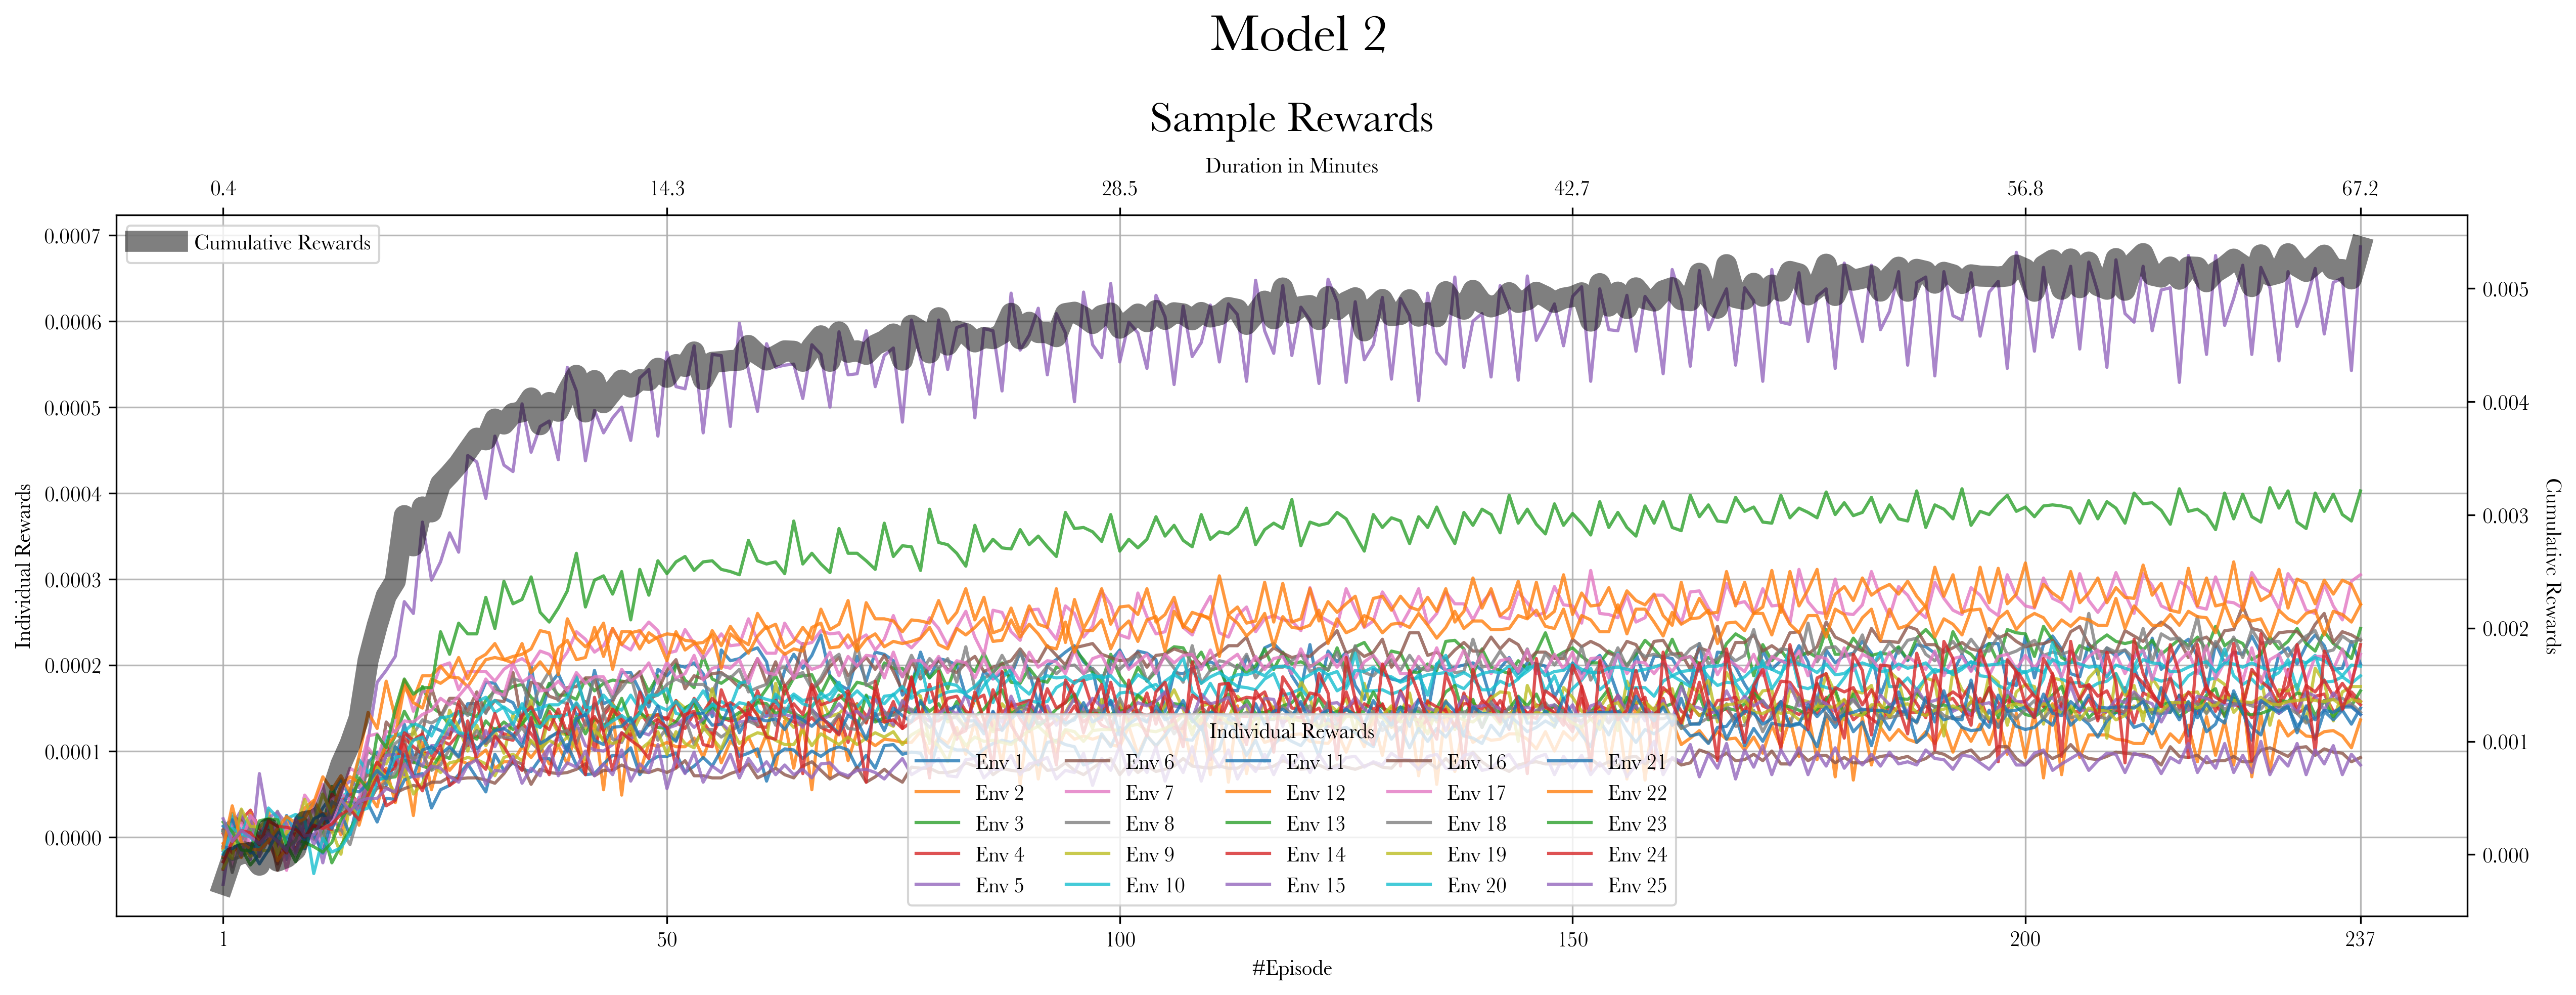 Model 2
Sample Rewards
Duration in Minutes
0.4 14.3 28.5 42.7 56.8 67.2
Cumulative Rewards
Individual Rewards
0.0007
0.0006
0.0005
0.0004
0.0003
0.0002
0.0001
0.0000
0.005
0.004
0.003
0.002
0.001
0.000
Cumulative Rewards
Individual Rewards
Env 1 Env 6 Env 11 Env 16 Env 21
Env 2 Env 7 Env 12 Env 17 Env 22
Env 3 Env 8 Env 13 Env 18 Env 23
Env 4 Env 9 Env 14 Env 19 Env 24
Env 5 Env 10 Env 15 Env 20 Env 25
1 50 100 150 200 237
#Episode